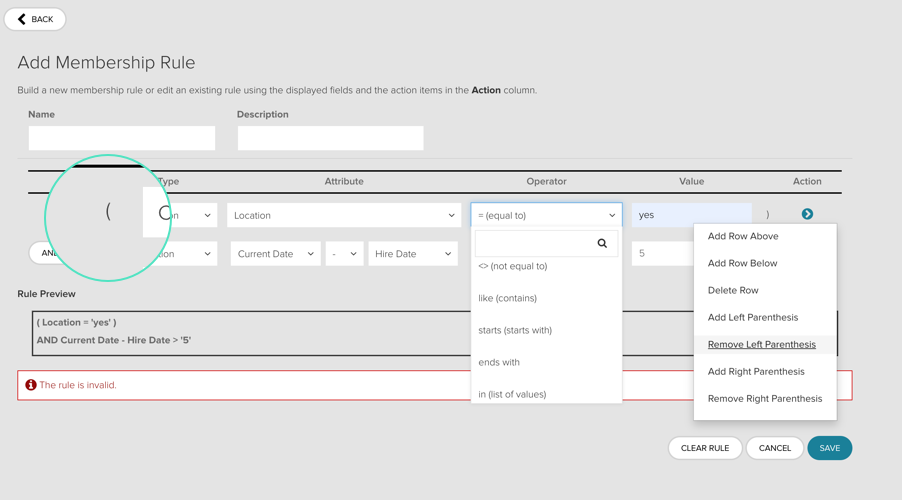 BACK
Add Membership Rule
Build a new membership rule or edit an existing rule using the displayed fields and the action items in the Action column.
Name Description
Attribute Operator Value Action
( Location = (equal to) yes )
Current Date - Hire Date 5
<> (not equal to)
like (contains)
starts (starts with)
ends with
in (list of values)
Add Row Above
Add Row Below
Delete Row
Add Left Parenthesis
Remove Left Parenthesis
Add Right Parenthesis
Remove Right Parenthesis
Rule Preview
( Location = 'yes' )
AND Current Date - Hire Date > '5'
The rule is invalid.
CLEAR RULE CANCEL SAVE